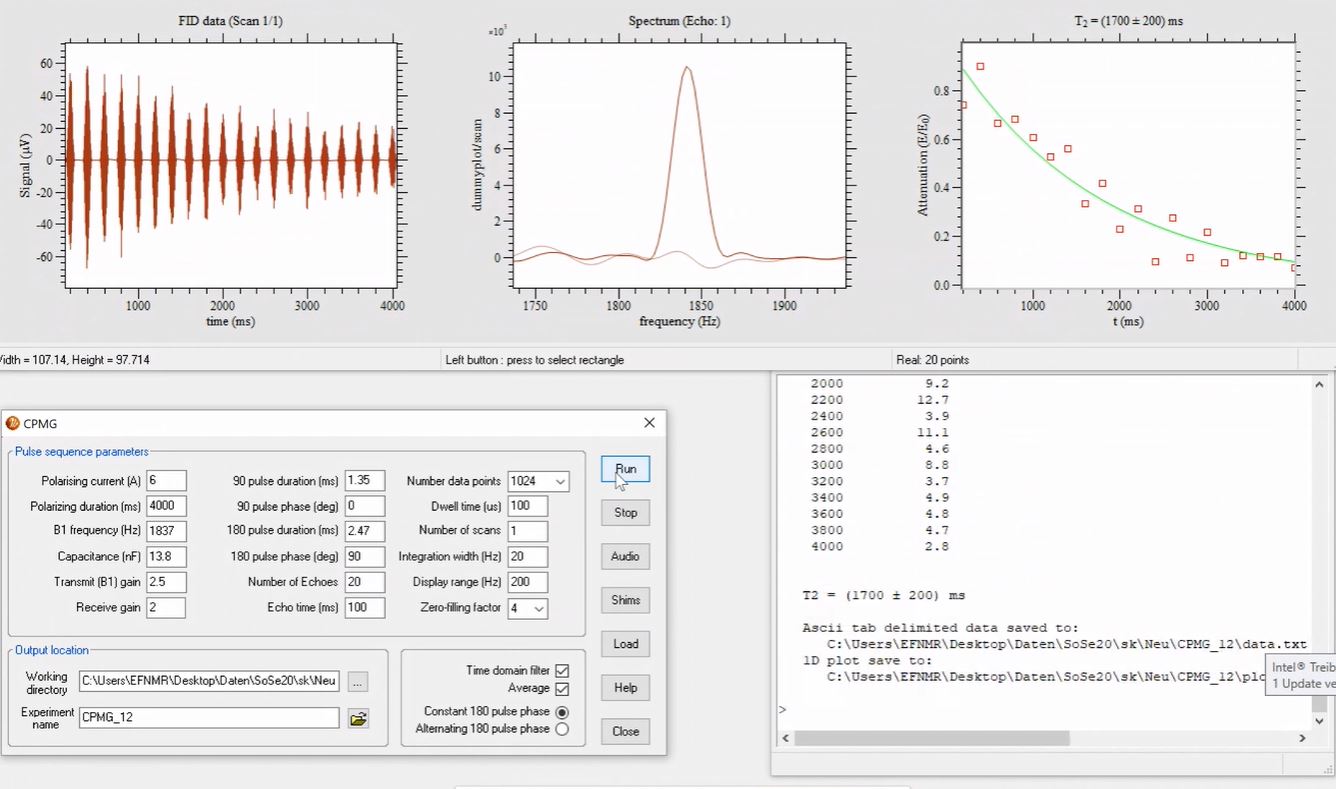 FID data (Scan 1/1)
Spectrum (Echo: 1)
T₂ = (1700 ± 200) ms
Signal (µV)
60
40
20
0
-20
-40
-60
1000
2000
3000
4000
time (ms)
×10³
dummyplot/scan
10
8
6
4
2
0
1750
1800
1850
1900
frequency (Hz)
Attenuation (E/E₀)
0.8
0.6
0.4
0.2
0.0
1000
2000
3000
4000
t (ms)
Width = 107.14, Height = 97.714
Left button : press to select rectangle
Real: 20 points
CPMG
Pulse sequence parameters
Polarising current (A) 6
Polarizing duration (ms) 4000
B1 frequency (Hz) 1837
Capacitance (nF) 13.8
Transmit (B1) gain 2.5
Receive gain 2
90 pulse duration (ms) 1.35
90 pulse phase (deg) 0
180 pulse duration (ms) 2.47
180 pulse phase (deg) 90
Number of Echoes 20
Echo time (ms) 100
Number data points 1024
Dwell time (us) 100
Number of scans 1
Integration width (Hz) 20
Display range (Hz) 200
Zero-filling factor 4
Run
Stop
Audio
Shims
Load
Help
Close
Output location
Working directory C:\Users\EFNMR\Desktop\Daten\SoSe20\sk\Neu ...
Experiment name CPMG_12
Time domain filter
Average
Constant 180 pulse phase
Alternating 180 pulse phase
2000 9.2
2200 12.7
2400 3.9
2600 11.1
2800 4.6
3000 8.8
3200 3.7
3400 4.9
3600 4.8
3800 4.7
4000 2.8
T2 = (1700 ± 200) ms
Ascii tab delimited data saved to:
C:\Users\EFNMR\Desktop\Daten\SoSe20\sk\Neu\CPMG_12\data.txt
1D plot save to:
C:\Users\EFNMR\Desktop\Daten\SoSe20\sk\Neu\CPMG_12\plo
>
Intel® Treib
1 Update ve